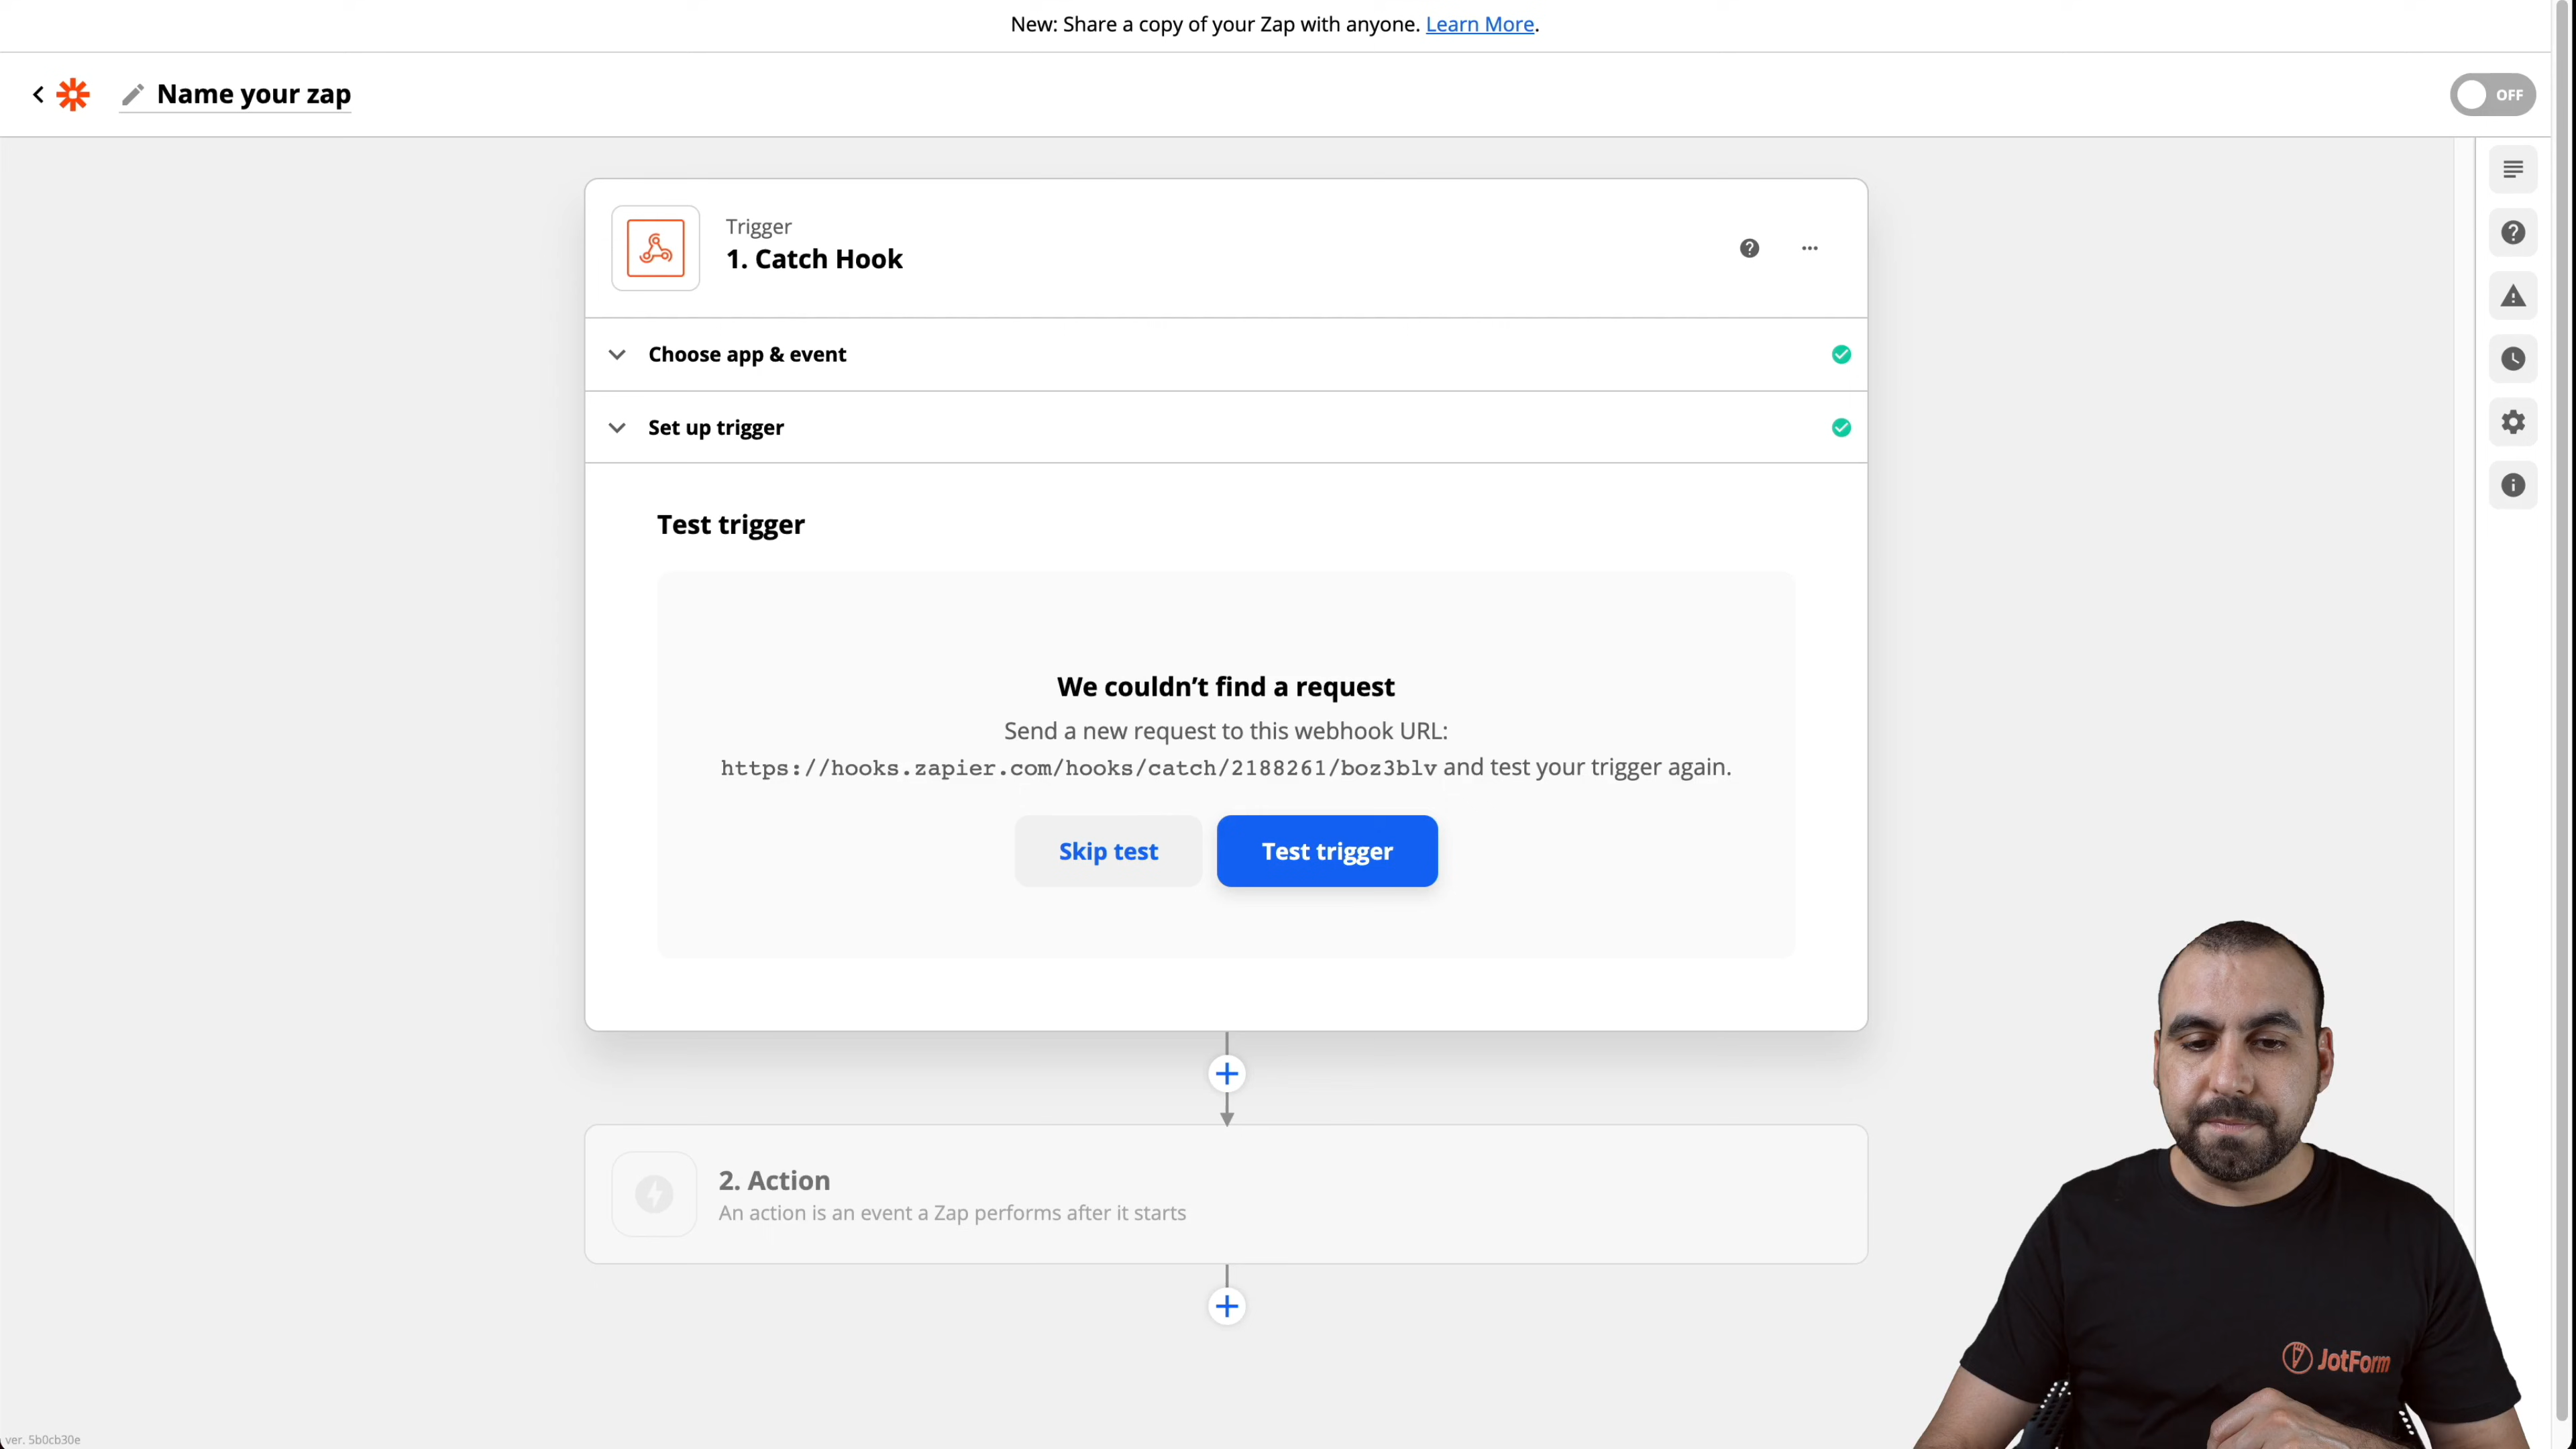 New: Share a copy of your Zap with anyone. Learn More.
Name your zap
OFF
Trigger
1. Catch Hook
Choose app & event
Set up trigger
Test trigger
We couldn’t find a request
Send a new request to this webhook URL:
https://hooks.zapier.com/hooks/catch/2188261/boz3blv and test your trigger again.
Skip test
Test trigger
2. Action
An action is an event a Zap performs after it starts
JotForm
ver. 5b0cb30e